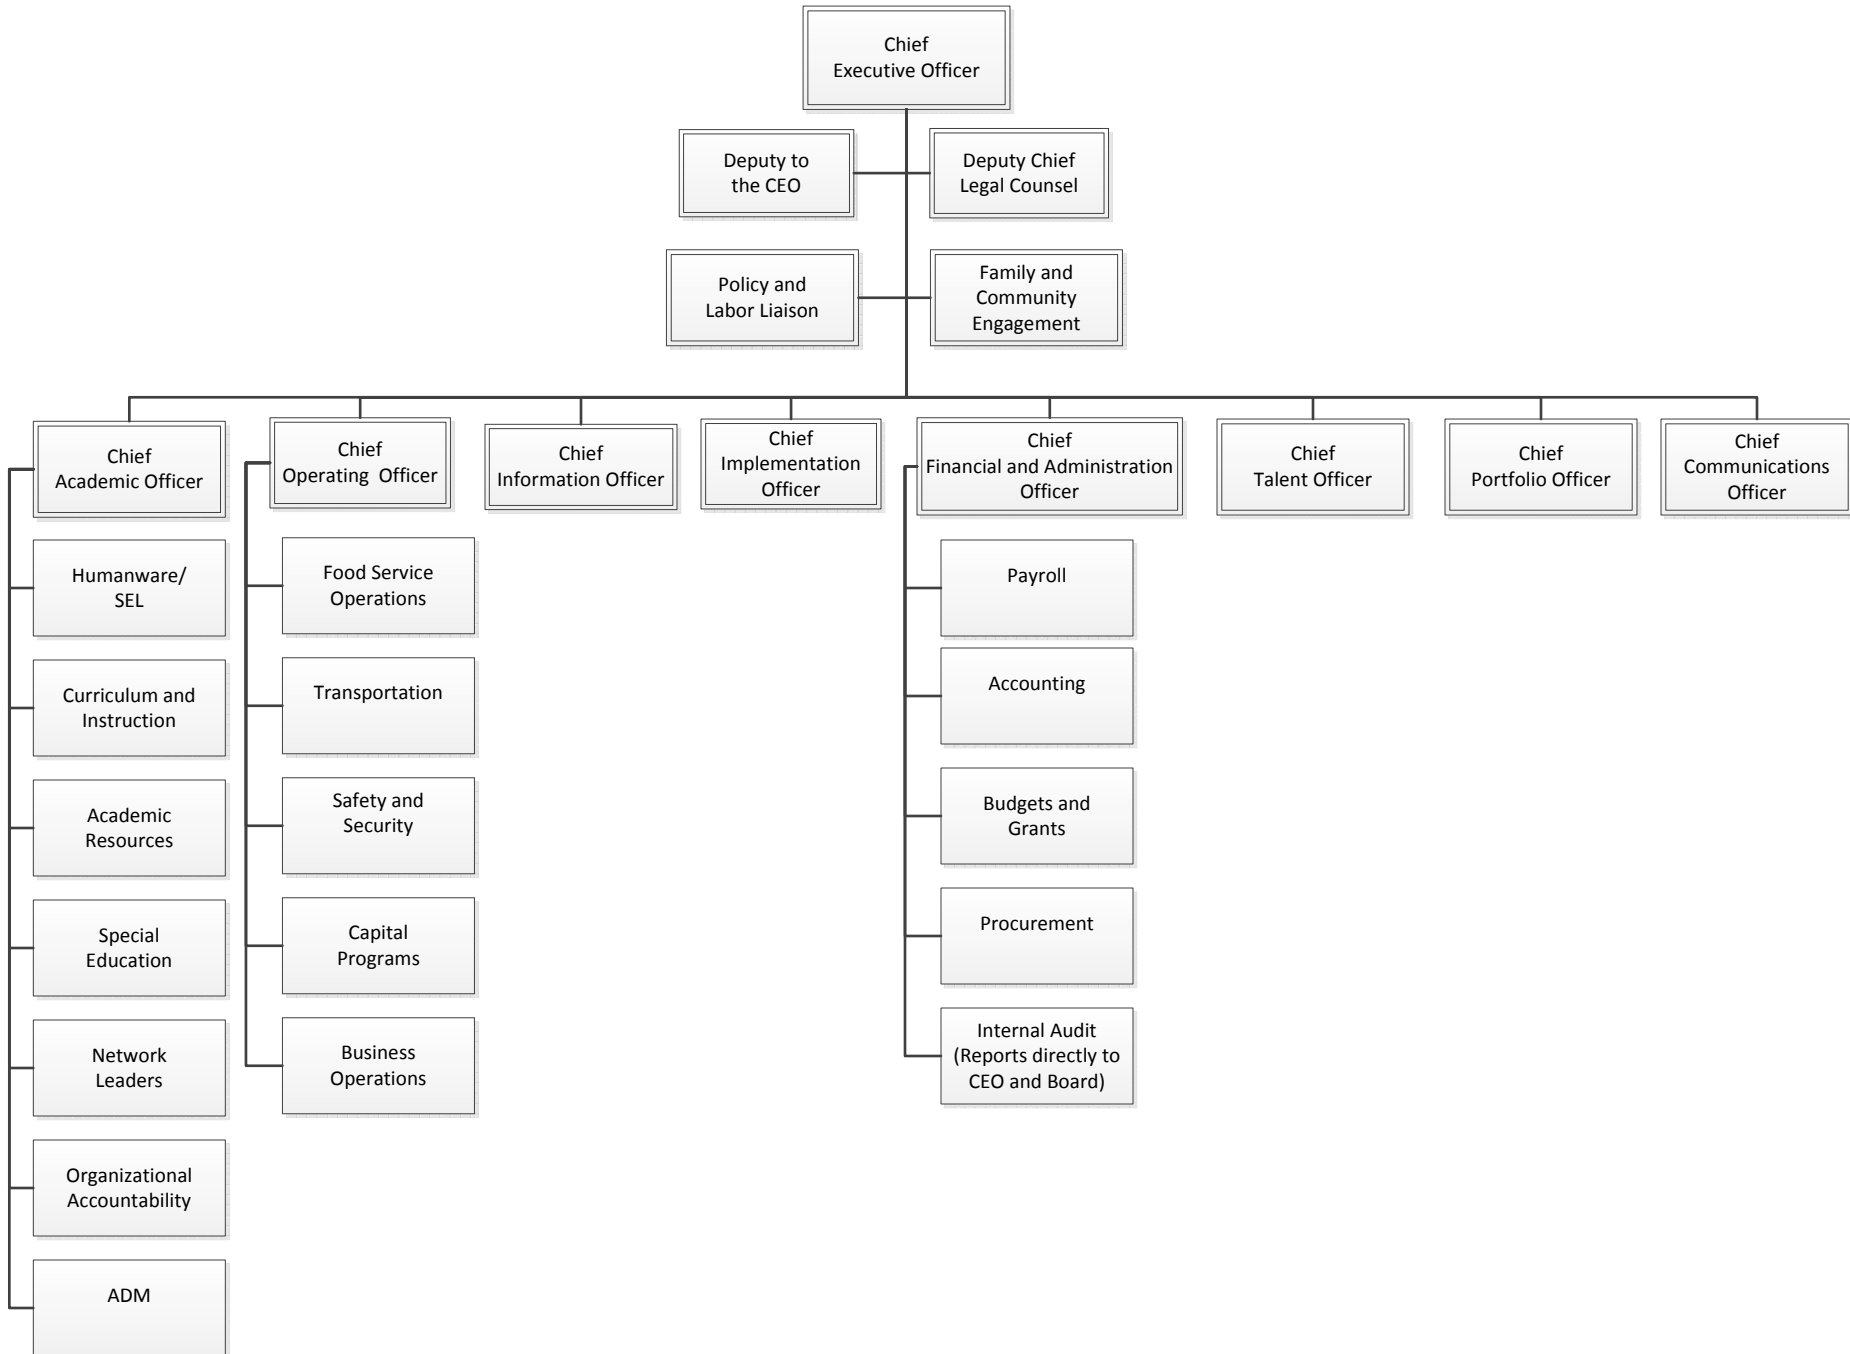 Chief
Executive Officer
Deputy to
the CEO
Deputy Chief
Legal Counsel
Policy and
Labor Liaison
Family and
Community
Engagement
Chief
Academic Officer
Chief
Operating  Officer
Chief
Information Officer
Chief
Implementation
Officer
Chief
Financial and Administration
Officer
Chief
Talent Officer
Chief
Portfolio Officer
Chief
Communications
Officer
Humanware/
SEL
Curriculum and
Instruction
Academic
Resources
Special
Education
Network
Leaders
Organizational
Accountability
ADM
Food Service
Operations
Transportation
Safety and
Security
Capital
Programs
Business
Operations
Payroll
Accounting
Budgets and
Grants
Procurement
Internal Audit
(Reports directly to
CEO and Board)